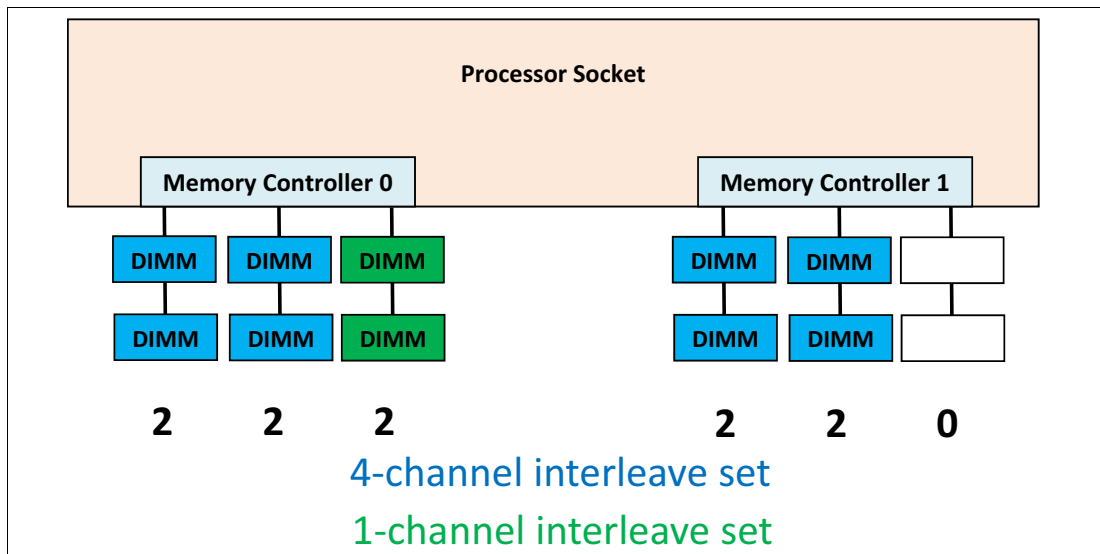 Processor Socket
Memory Controller 0 Memory Controller 1
DIMM DIMM DIMM DIMM DIMM
DIMM DIMM DIMM DIMM DIMM
2 2 2 2 2 0
4-channel interleave set
1-channel interleave set